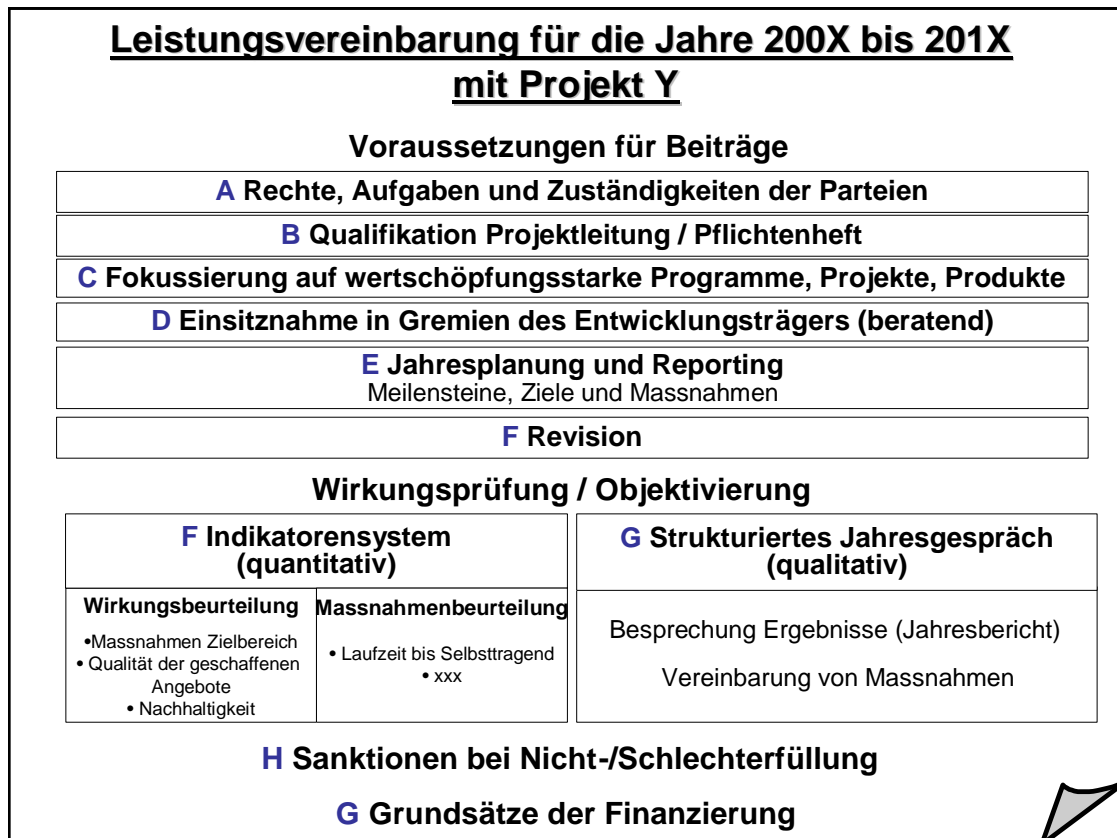 Leistungsvereinbarung für die Jahre 200X bis 201X
mit Projekt Y
Voraussetzungen für Beiträge
A Rechte, Aufgaben und Zuständigkeiten der Parteien
B Qualifikation Projektleitung / Pflichtenheft
C Fokussierung auf wertschöpfungsstarke Programme, Projekte, Produkte
D Einsitznahme in Gremien des Entwicklungsträgers (beratend)
E Jahresplanung und Reporting
Meilensteine, Ziele und Massnahmen
F Revision
Wirkungsprüfung / Objektivierung
F Indikatorensystem
(quantitativ)
Wirkungsbeurteilung
•Massnahmen Zielbereich
• Qualität der geschaffenen
Angebote
• Nachhaltigkeit
Massnahmenbeurteilung
• Laufzeit bis Selbsttragend
• xxx
G Strukturiertes Jahresgespräch
(qualitativ)
Besprechung Ergebnisse (Jahresbericht)
Vereinbarung von Massnahmen
H Sanktionen bei Nicht-/Schlechterfüllung
G Grundsätze der Finanzierung